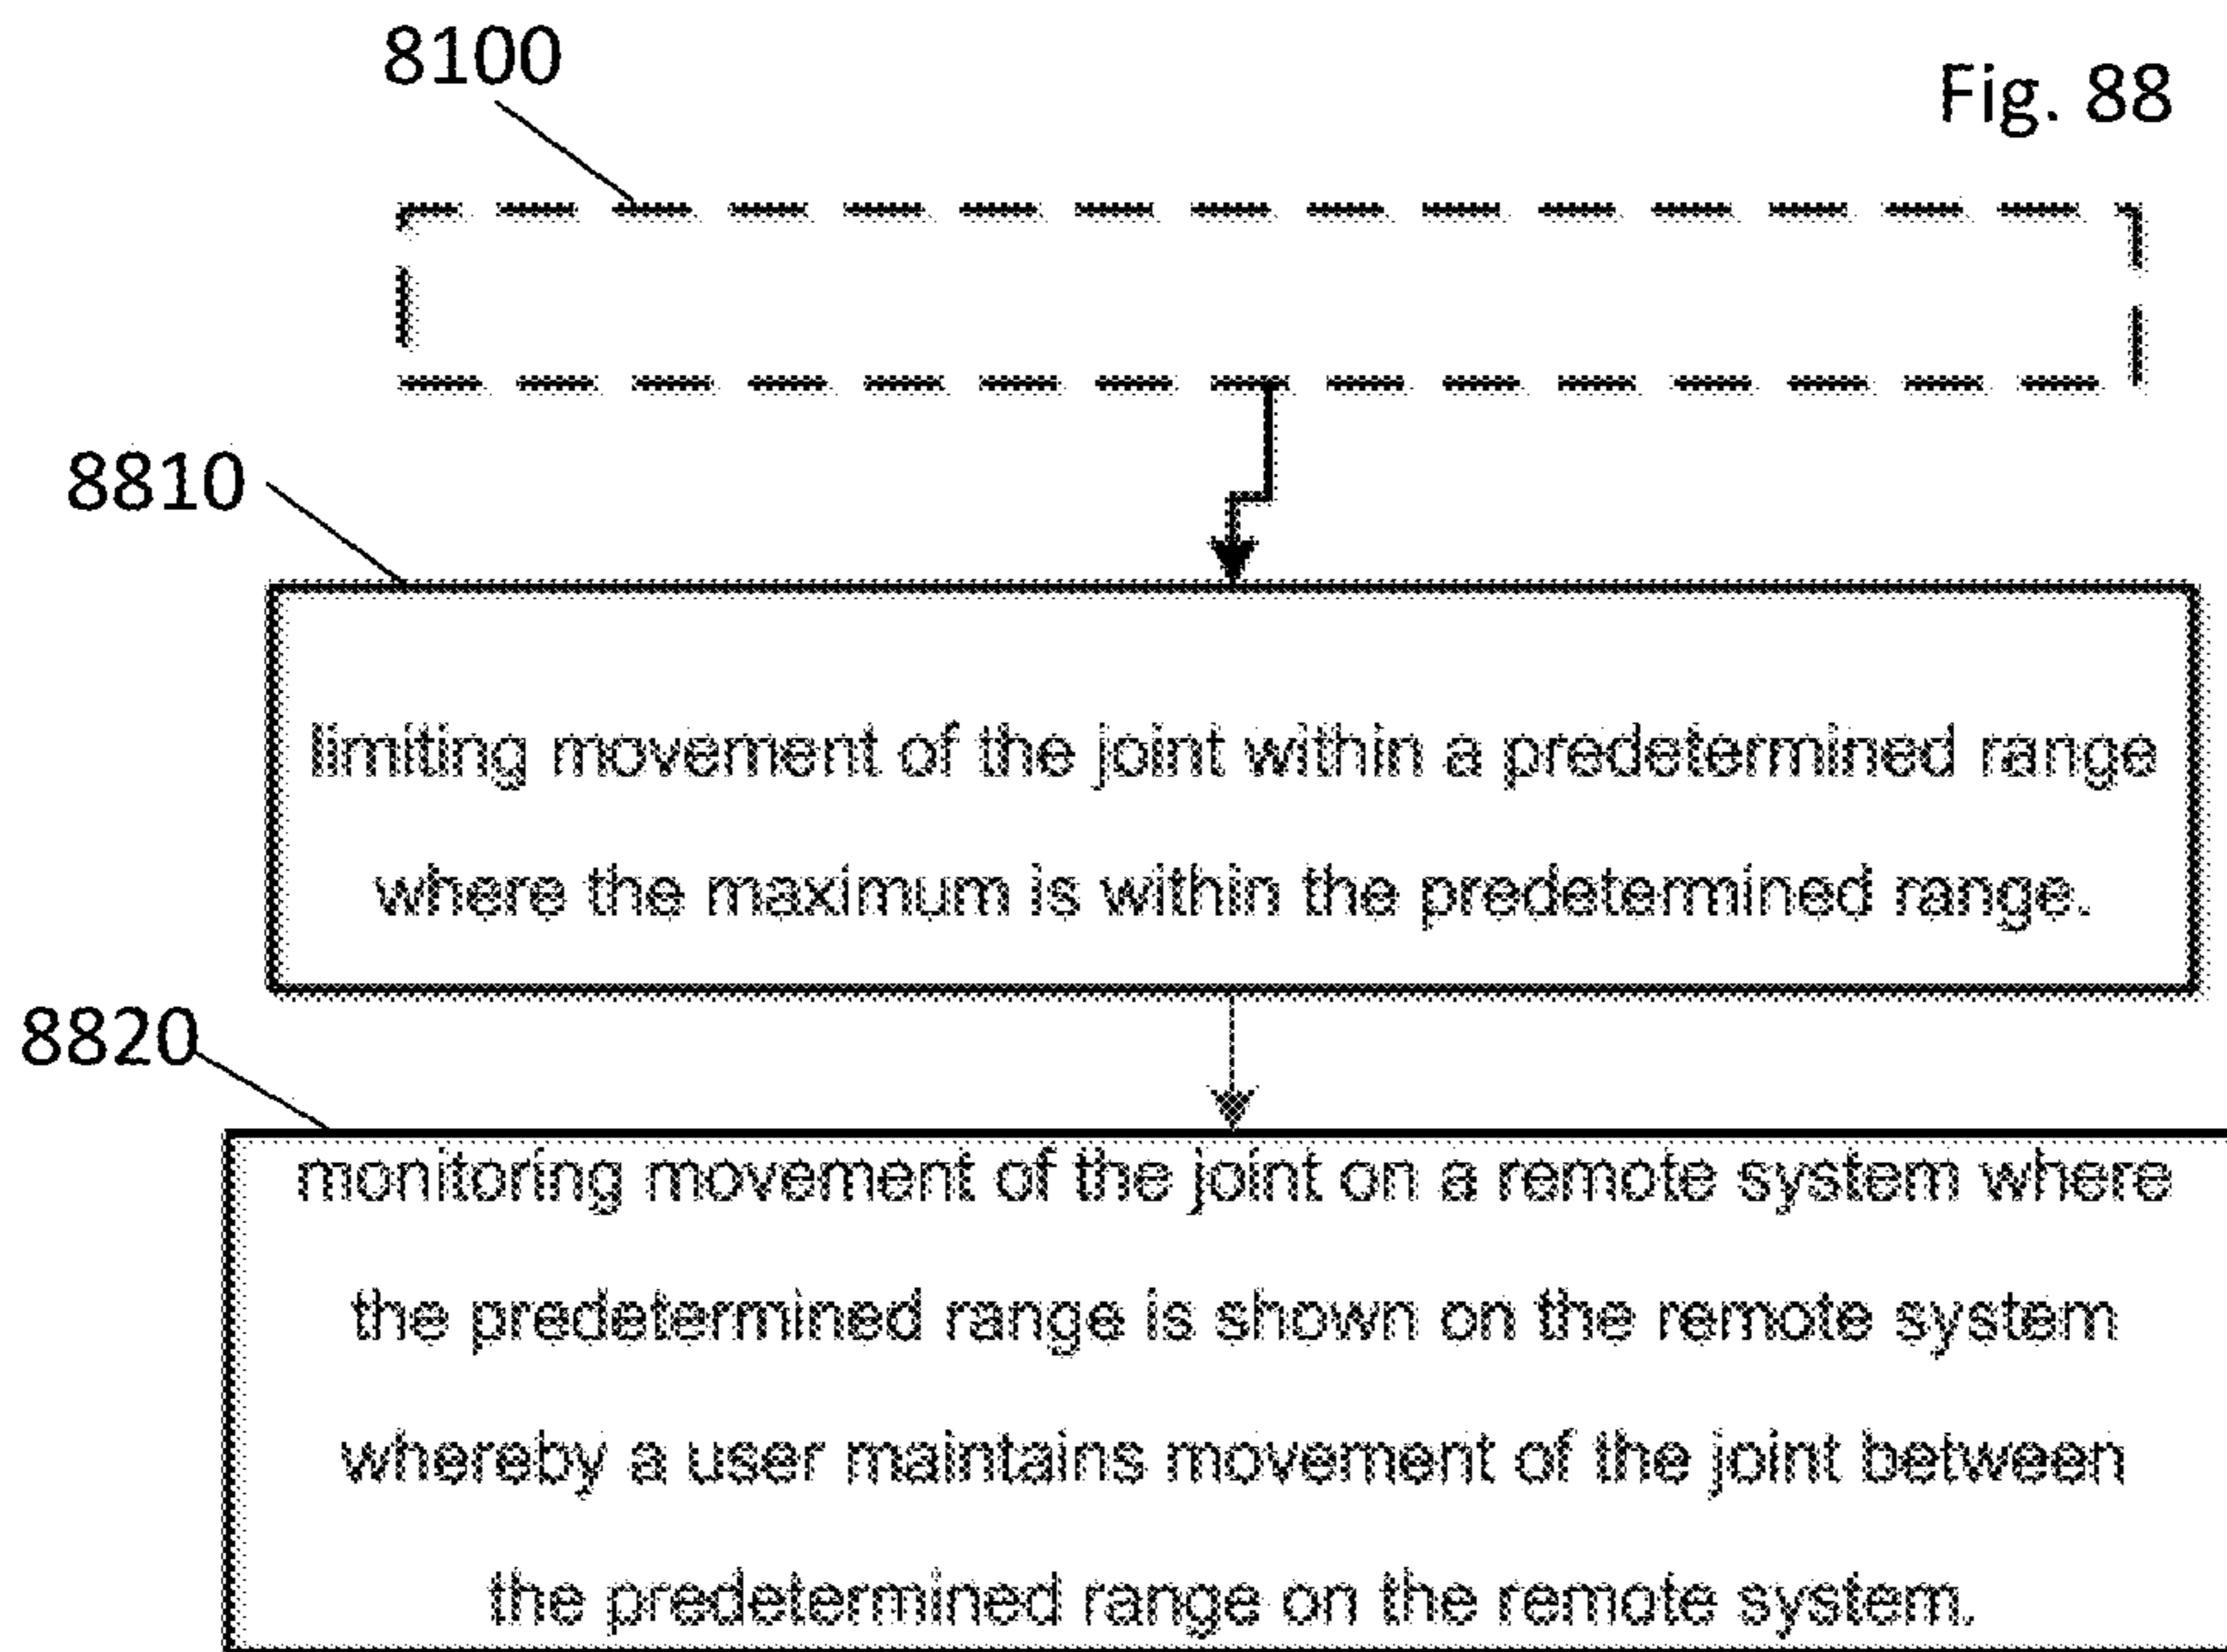 8100
Fig. 88
8810
limiting movement of the joint within a predetermined range
where the maximum is within the predetermined range.
8820
monitoring movement of the joint on a remote system where
the predetermined range is shown on the remote system
whereby a user maintains movement of the joint between
the predetermined range on the remote system.